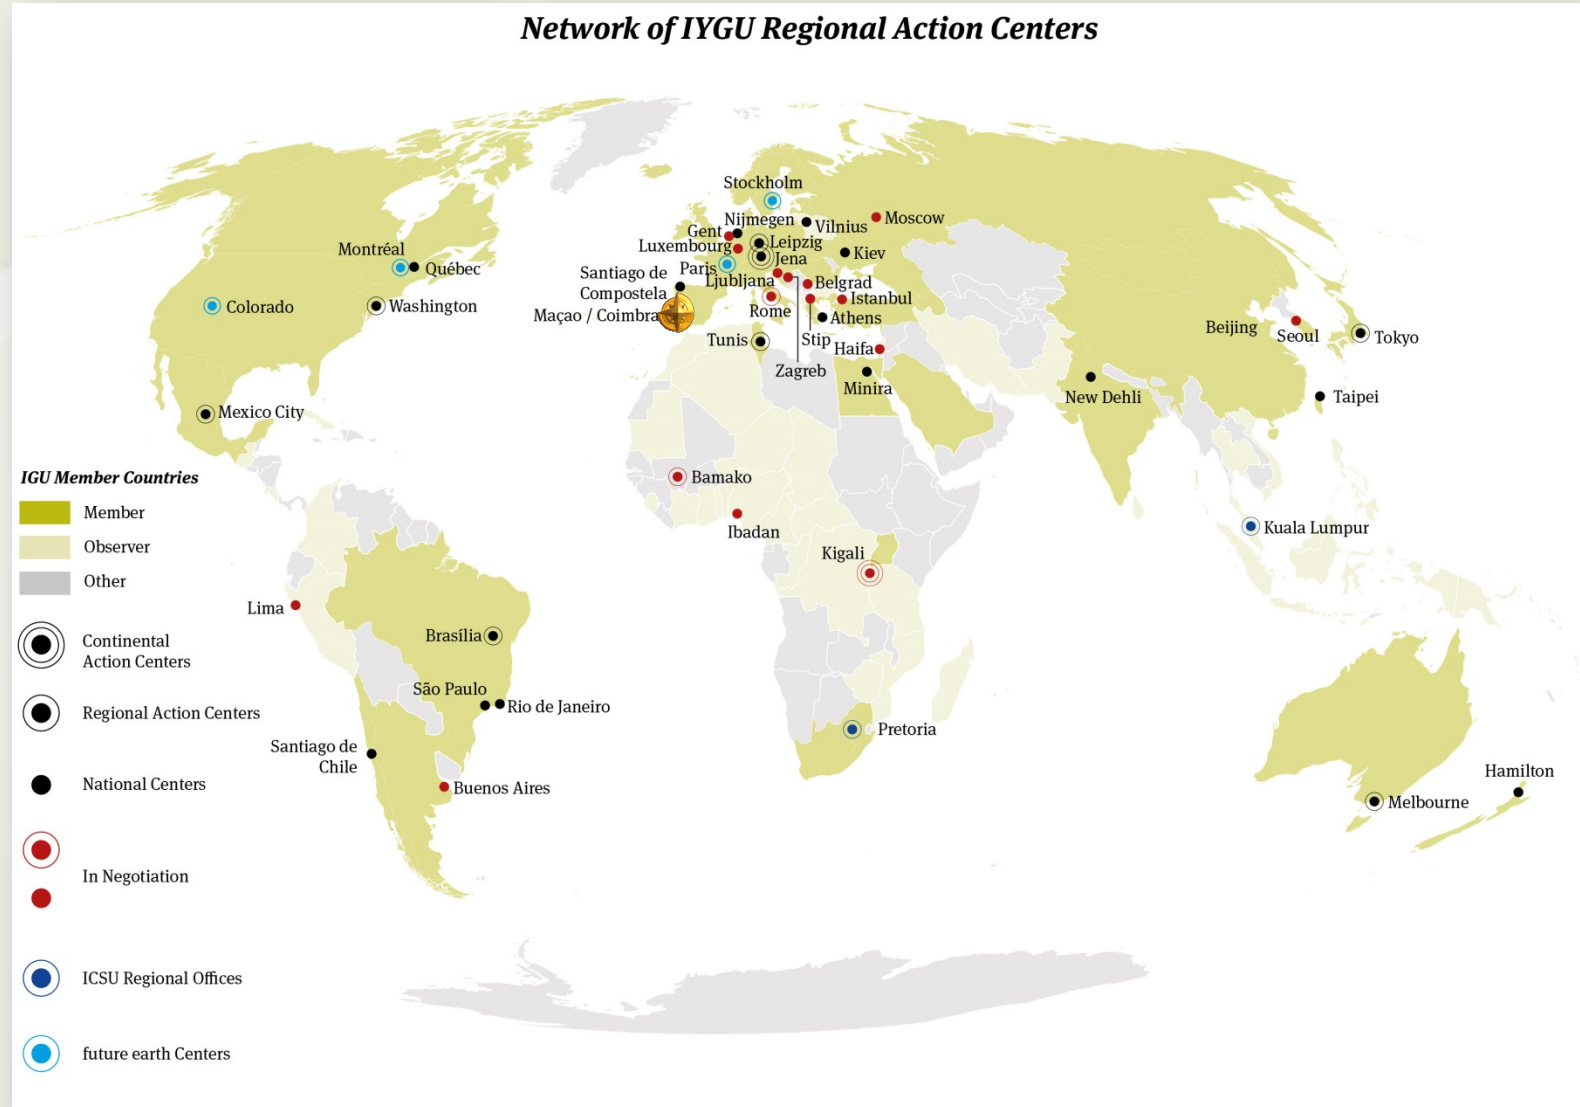 Network of IYGU Regional Action Centers
Stockholm
Nijmegen
Vilnius
Moscow
Gent
Leipzig
Luxembourg
Jena
Kiev
Montréal
Québec
Paris
Ljubljana
Santiago de
Compostela
Belgrad
Istanbul
Colorado
Washington
Maçao / Coimbra
Rome
Athens
Tunis
Stip
Haifa
Zagreb
Minira
Beijing
Seoul
Tokyo
New Dehli
Taipei
Mexico City
IGU Member Countries
Member
Observer
Other
Continental
Action Centers
Regional Action Centers
National Centers
In Negotiation
ICSU Regional Offices
future earth Centers
Bamako
Ibadan
Kigali
Kuala Lumpur
Lima
Brasília
São Paulo
Rio de Janeiro
Pretoria
Santiago de
Chile
Buenos Aires
Hamilton
Melbourne